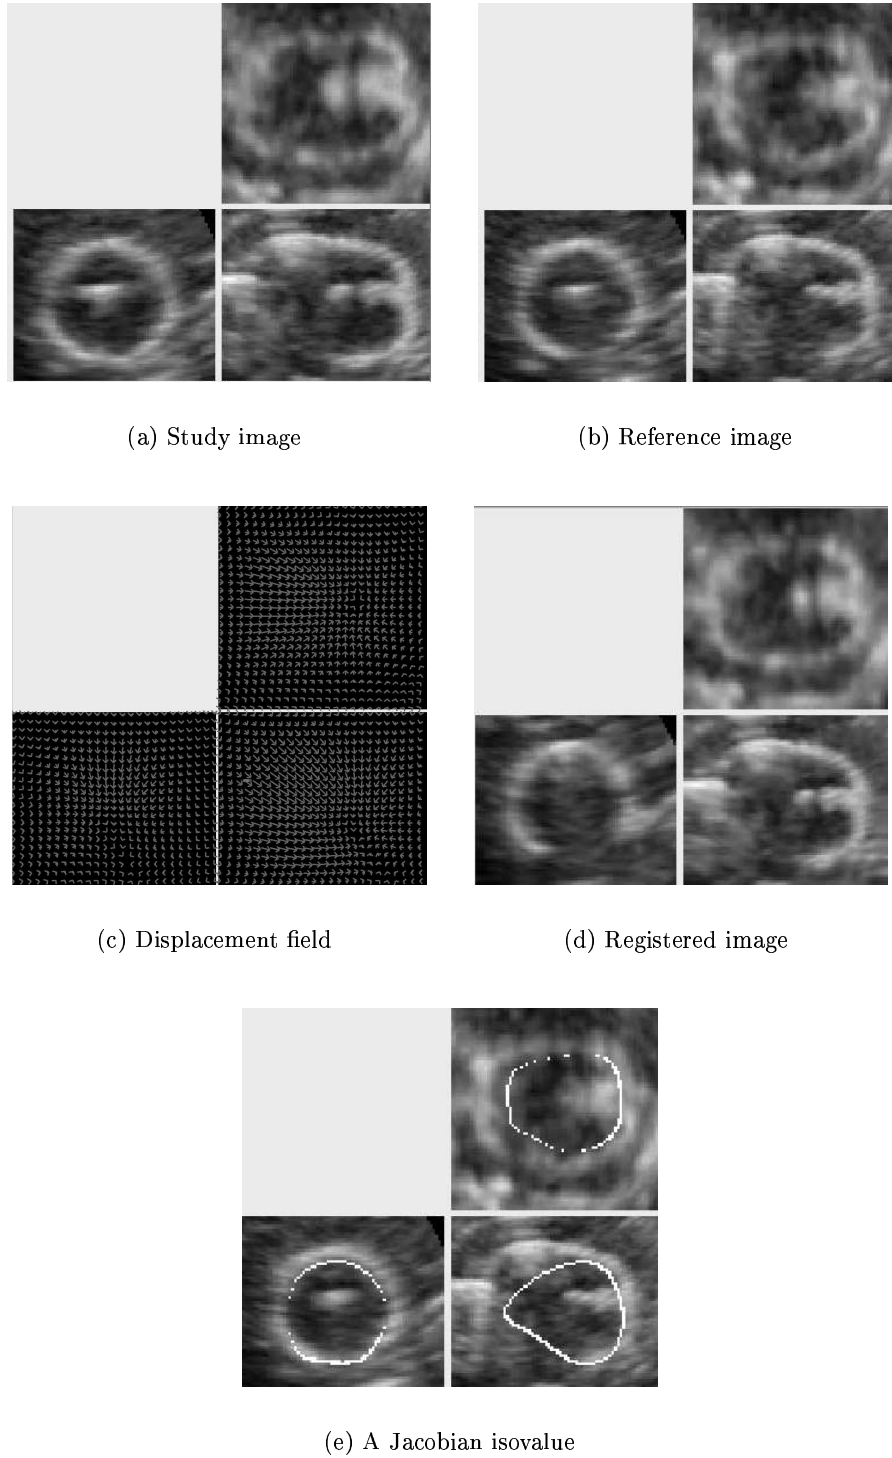 (a) Study image
(b) Reference image
(c) Displacement field
(d) Registered image
(e) A Jacobian isovalue